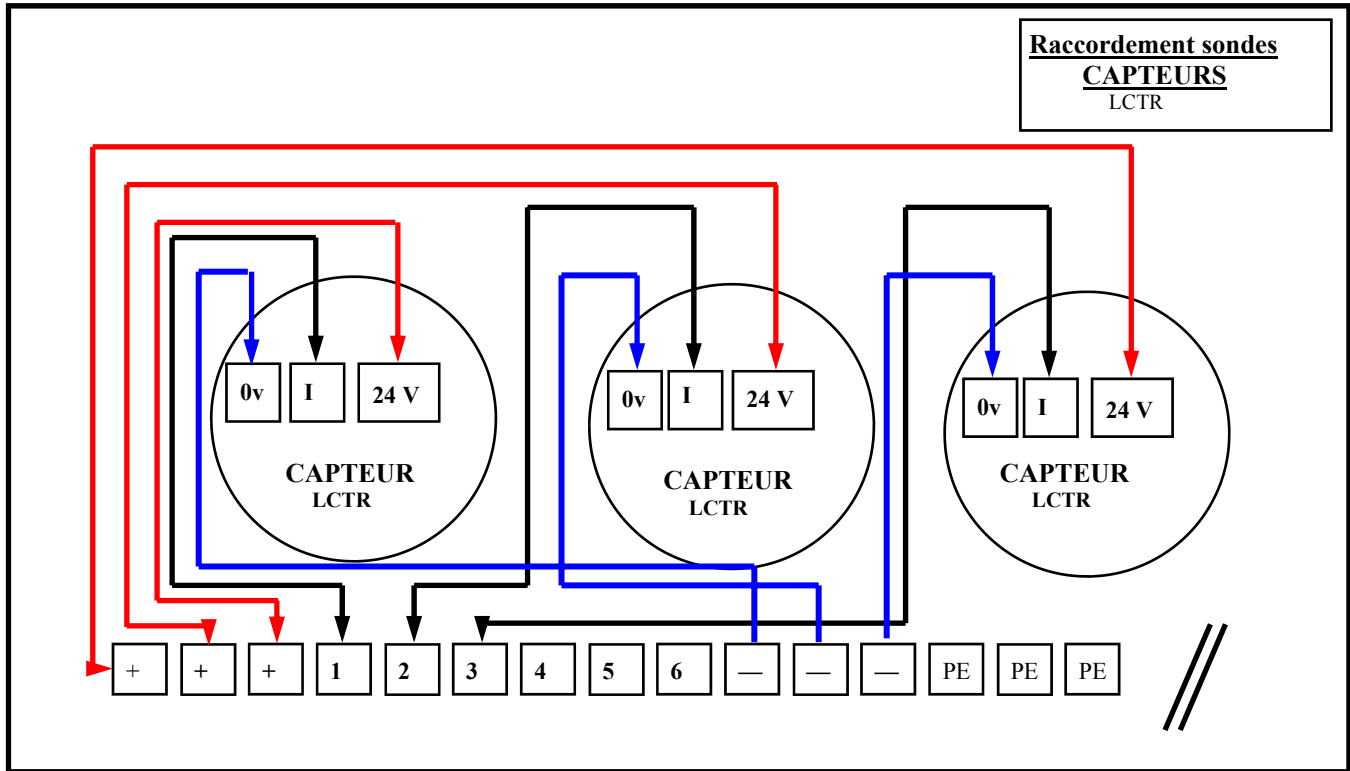 Raccordement sondes
CAPTEURS
LCTR
0v I 24 V
CAPTEUR
LCTR
0v I 24 V
CAPTEUR
LCTR
0v I 24 V
CAPTEUR
LCTR
+ + + 1 2 3 4 5 6 — — — PE PE PE